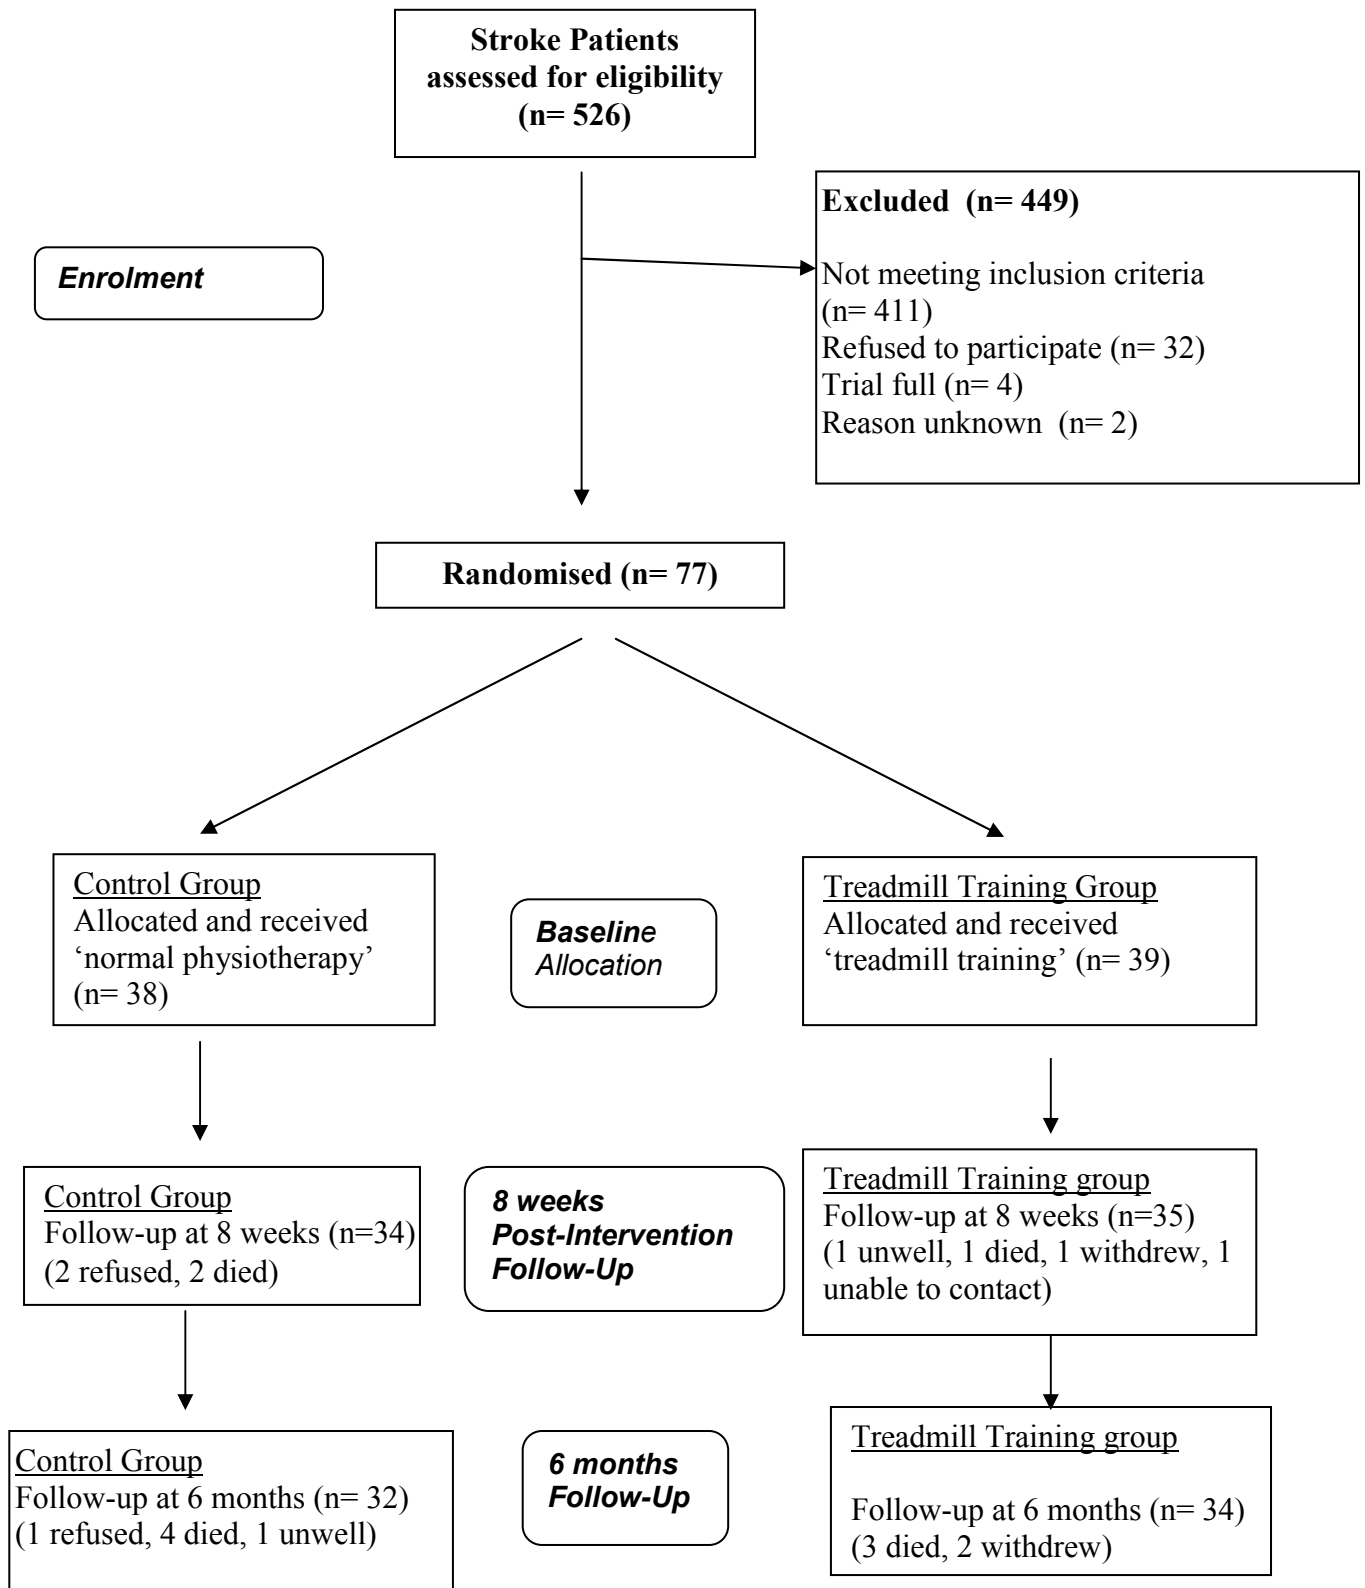 Stroke Patients
assessed for eligibility
(n= 526)
Excluded  (n= 449)
Not meeting inclusion criteria
(n= 411)
Refused to participate (n= 32)
Trial full (n= 4)
Reason unknown  (n= 2)
Enrolment
Randomised (n= 77)
Control Group
Allocated and received
‘normal physiotherapy’
(n= 38)
Baseline
Allocation
Treadmill Training Group
Allocated and received
‘treadmill training’ (n= 39)
Control Group
Follow-up at 8 weeks (n=34)
(2 refused, 2 died)
8 weeks
Post-Intervention
Follow-Up
Treadmill Training group
Follow-up at 8 weeks (n=35)
(1 unwell, 1 died, 1 withdrew, 1
unable to contact)
Control Group
Follow-up at 6 months (n= 32)
(1 refused, 4 died, 1 unwell)
6 months
Follow-Up
Treadmill Training group
Follow-up at 6 months (n= 34)
(3 died, 2 withdrew)